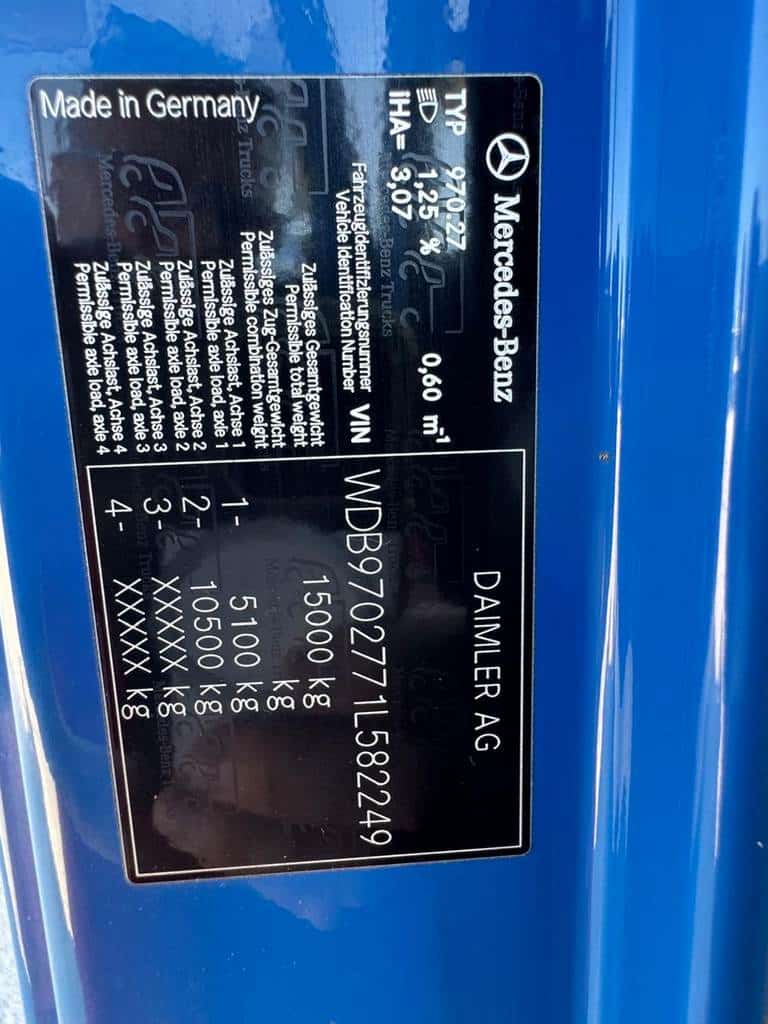 Mercedes-Benz
DAIMLER AG
TYP 970.27
1,25 % 0,60 m-1
IHA= 3,07
Fahrzeugidentifizierungsnummer
Vehicle Identification Number
VIN WDB9702771L582249
Zulässiges Gesamtgewicht
Permissible total weight
15000 kg
Zulässiges Zug-Gesamtgewicht
Permissible combination weight
kg
Zulässige Achslast, Achse 1
Permissible axle load, axle 1
1- 5100 kg
Zulässige Achslast, Achse 2
Permissible axle load, axle 2
2- 10500 kg
Zulässige Achslast, Achse 3
Permissible axle load, axle 3
3- XXXXX kg
Zulässige Achslast, Achse 4
Permissible axle load, axle 4
4- XXXXX kg
Made in Germany